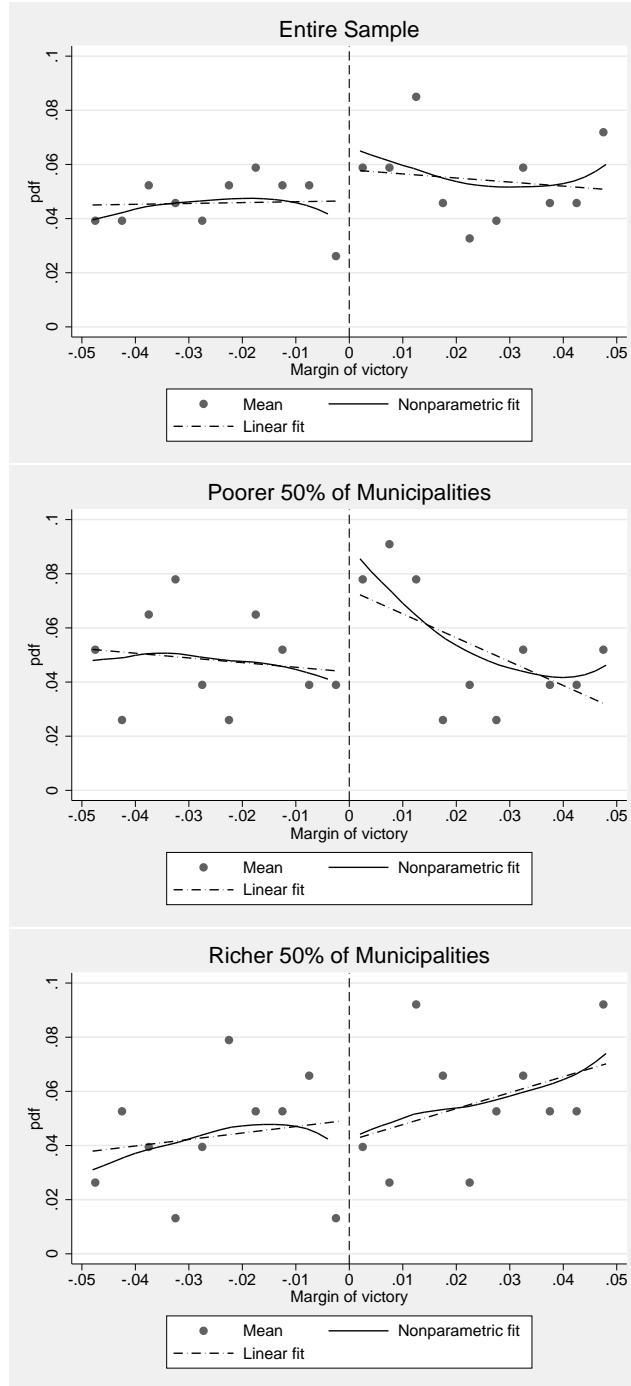 Entire Sample
.1
.08
.06
.04
.02
0
pdf
-.05 -.04 -.03 -.02 -.01 0 .01 .02 .03 .04 .05
Margin of victory
Mean Nonparametric fit
Linear fit
Poorer 50% of Municipalities
.1
.08
.06
.04
.02
0
pdf
-.05 -.04 -.03 -.02 -.01 0 .01 .02 .03 .04 .05
Margin of victory
Mean Nonparametric fit
Linear fit
Richer 50% of Municipalities
.1
.08
.06
.04
.02
0
pdf
-.05 -.04 -.03 -.02 -.01 0 .01 .02 .03 .04 .05
Margin of victory
Mean Nonparametric fit
Linear fit